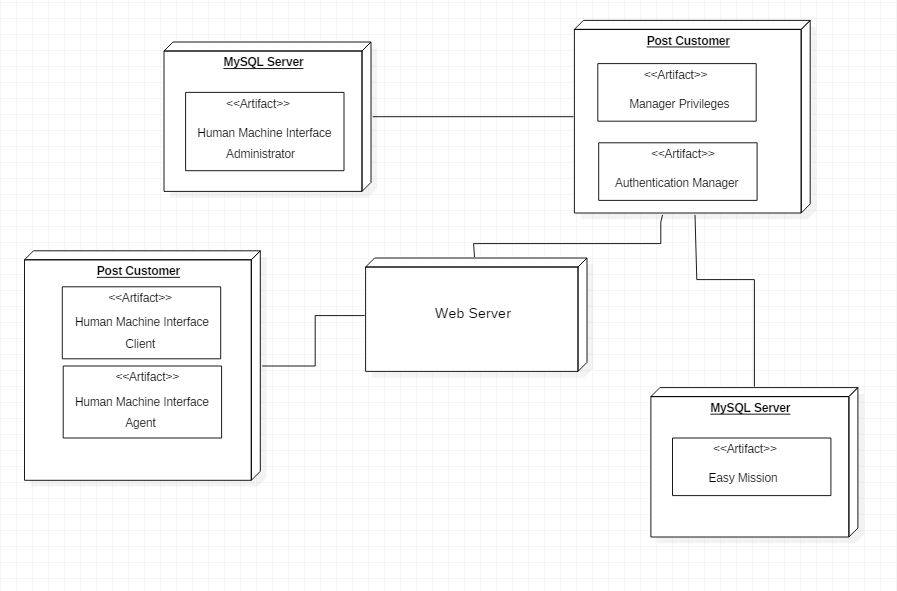 MySQL Server
<<Artifact>>
Human Machine Interface
Administrator
Post Customer
<<Artifact>>
Manager Privileges
<<Artifact>>
Authentication Manager
Post Customer
<<Artifact>>
Human Machine Interface
Client
<<Artifact>>
Human Machine Interface
Agent
Web Server
MySQL Server
<<Artifact>>
Easy Mission